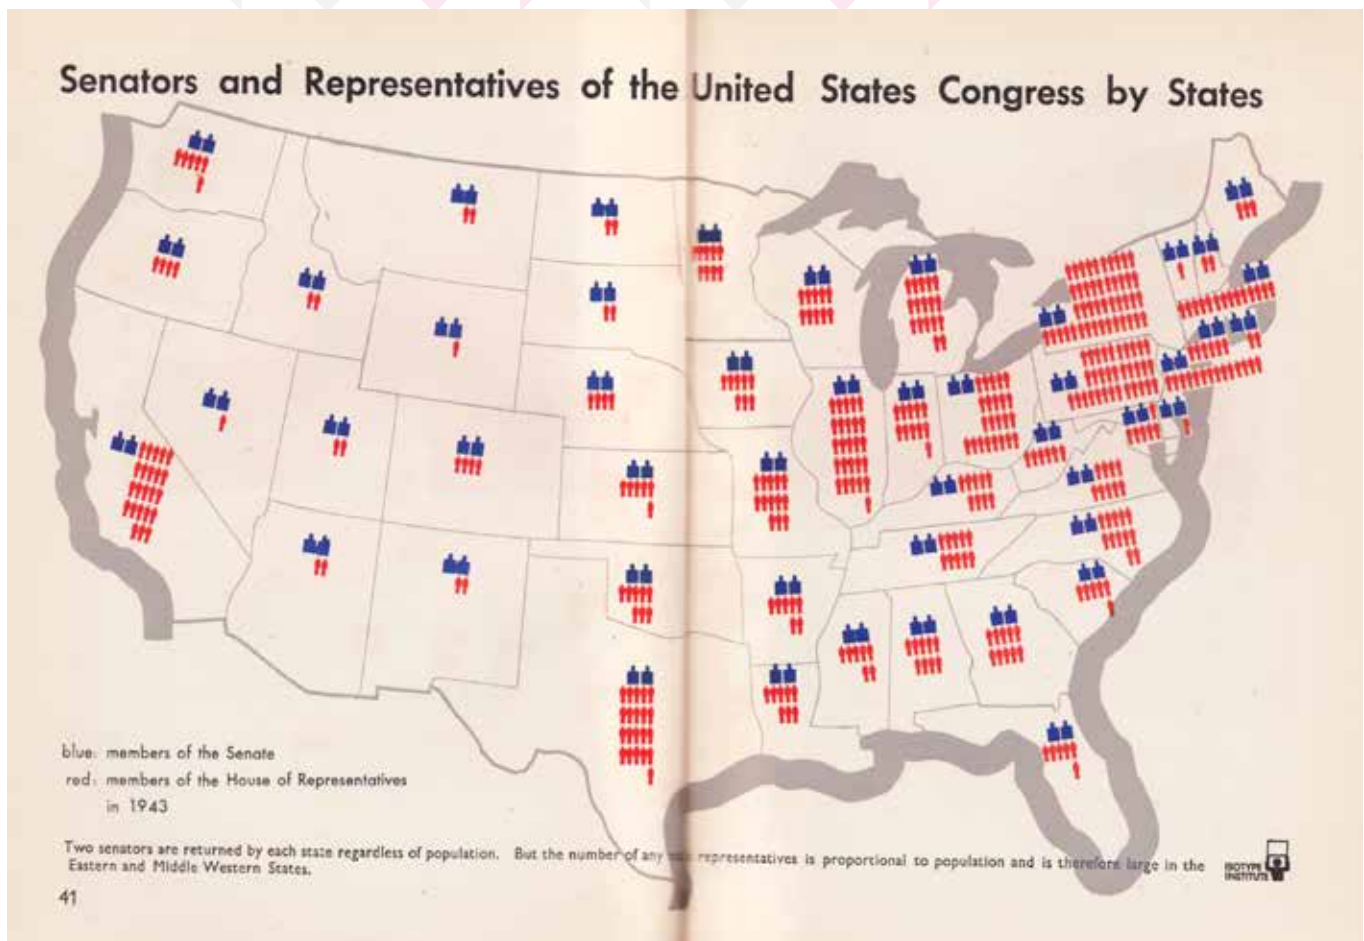 Senators and Representatives of the United States Congress by States
blue: members of the Senate
red: members of the House of Representatives
in 1943
Two senators are returned by each state regardless of population. But the number of any representatives is proportional to population and is therefore large in the
Eastern and Middle Western States.
ISOTYPE
INSTITUTE
41